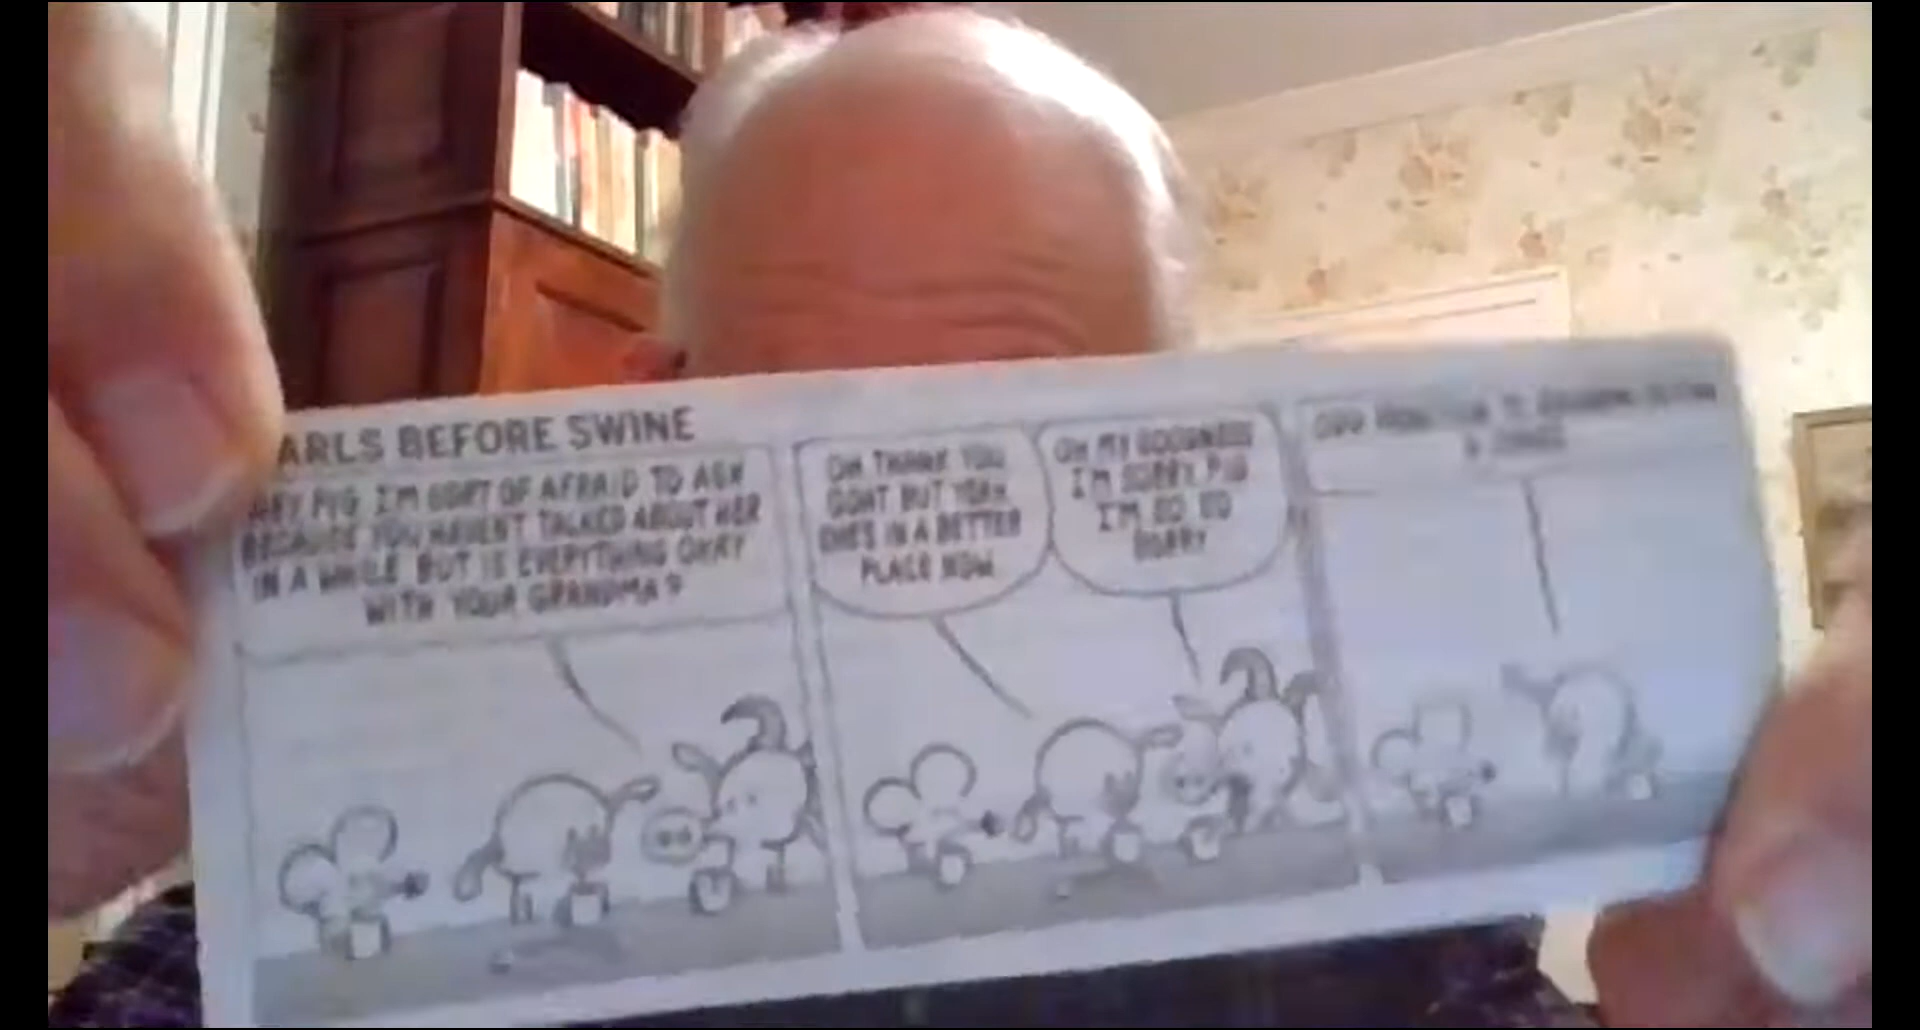 ARLS BEFORE SWINE
PIG I'M SORT OF AFRAID TO ASK
BECAUSE YOU HAVEN'T TALKED ABOUT HER
IN A WHILE BUT IS EVERYTHING OKAY
WITH YOUR GRANDMA?
OH THANK YOU
GOAT BUT YEAH
SHE'S IN A BETTER
PLACE NOW
OH MY GOODNESS
I'M SORRY PIG
I'M SO SO
SORRY